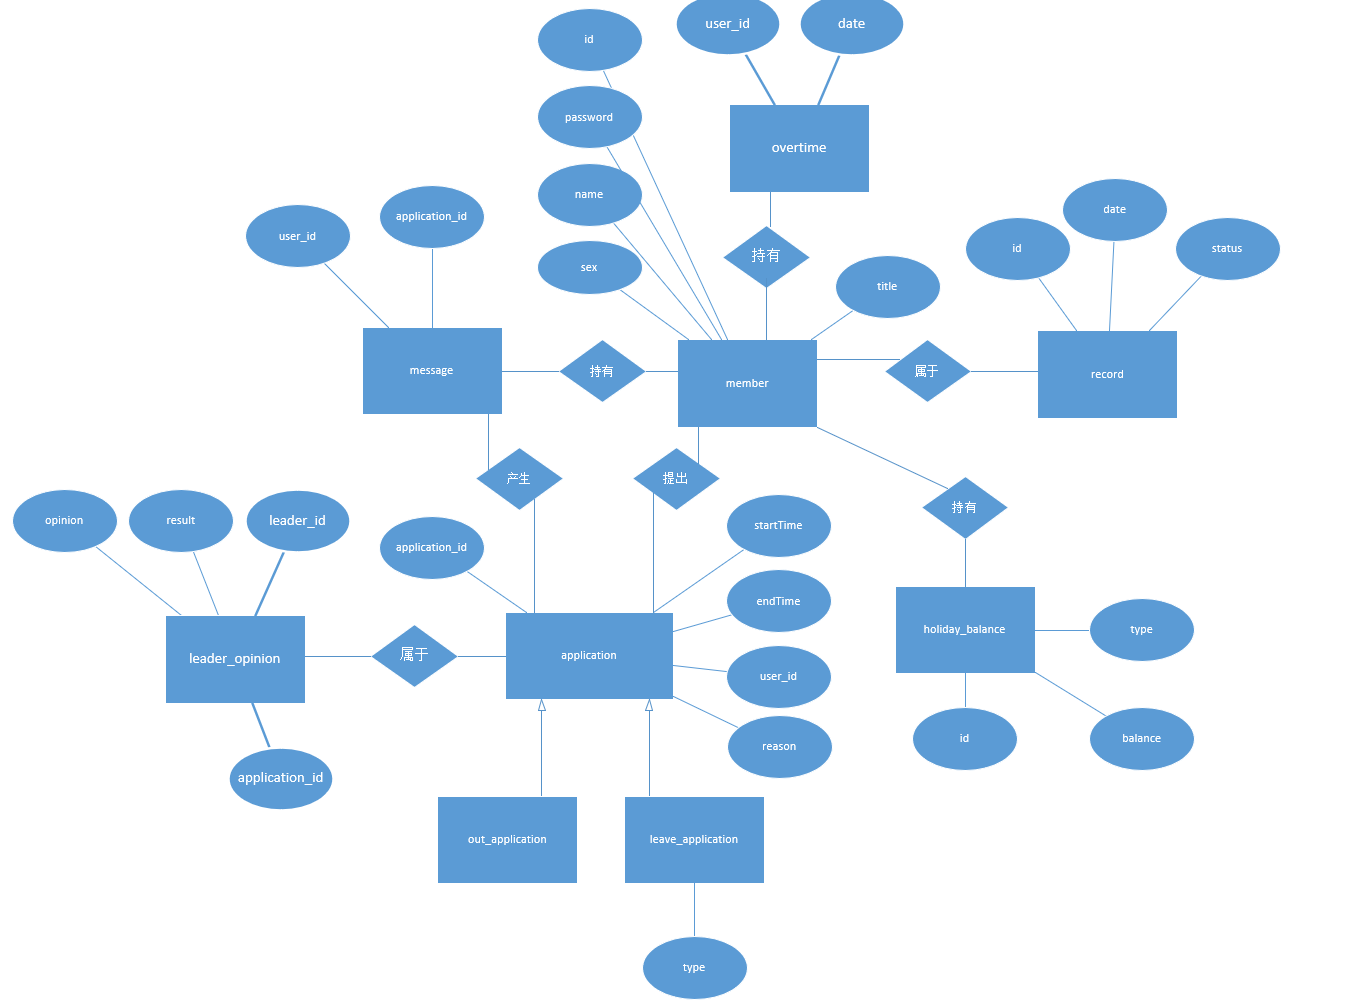 user_id
date
id
password
overtime
name
application_id
date
user_id
持有
id
status
sex
title
message
持有
member
属于
record
产生
提出
持有
opinion
result
leader_id
startTime
application_id
endTime
holiday_balance
type
leader_opinion
属于
application
user_id
id
balance
reason
application_id
out_application
leave_application
type